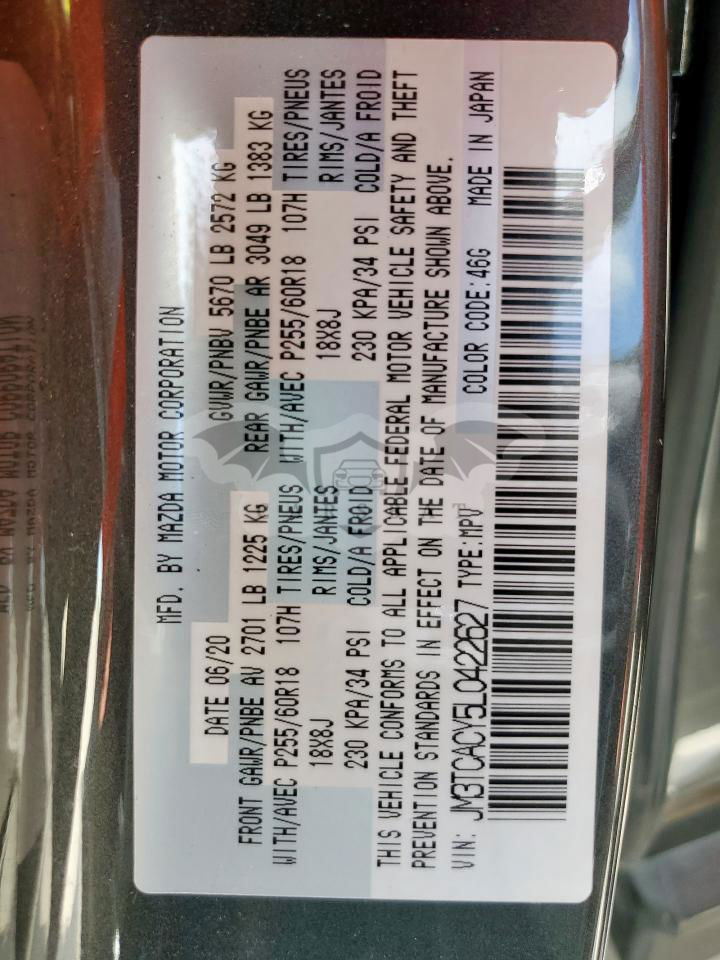 MFD. BY MAZDA MOTOR CORPORATION
DATE 06/20 GVWR/PNBV 5670 LB 2572 KG
FRONT GAWR/PNBE AV 2701 LB 1225 KG REAR GAWR/PNBE AR 3049 LB 1383 KG
WITH/AVEC P255/60R18 107H TIRES/PNEUS WITH/AVEC P255/60R18 107H TIRES/PNEUS
18X8J RIMS/JANTES 18X8J RIMS/JANTES
230 KPA/34 PSI COLD/A FROID 230 KPA/34 PSI COLD/A FROID
THIS VEHICLE CONFORMS TO ALL APPLICABLE FEDERAL MOTOR VEHICLE SAFETY AND THEFT
PREVENTION STANDARDS IN EFFECT ON THE DATE OF MANUFACTURE SHOWN ABOVE.
VIN: JM3TCACY5L0422627 TYPE:MPV COLOR CODE:46G MADE IN JAPAN